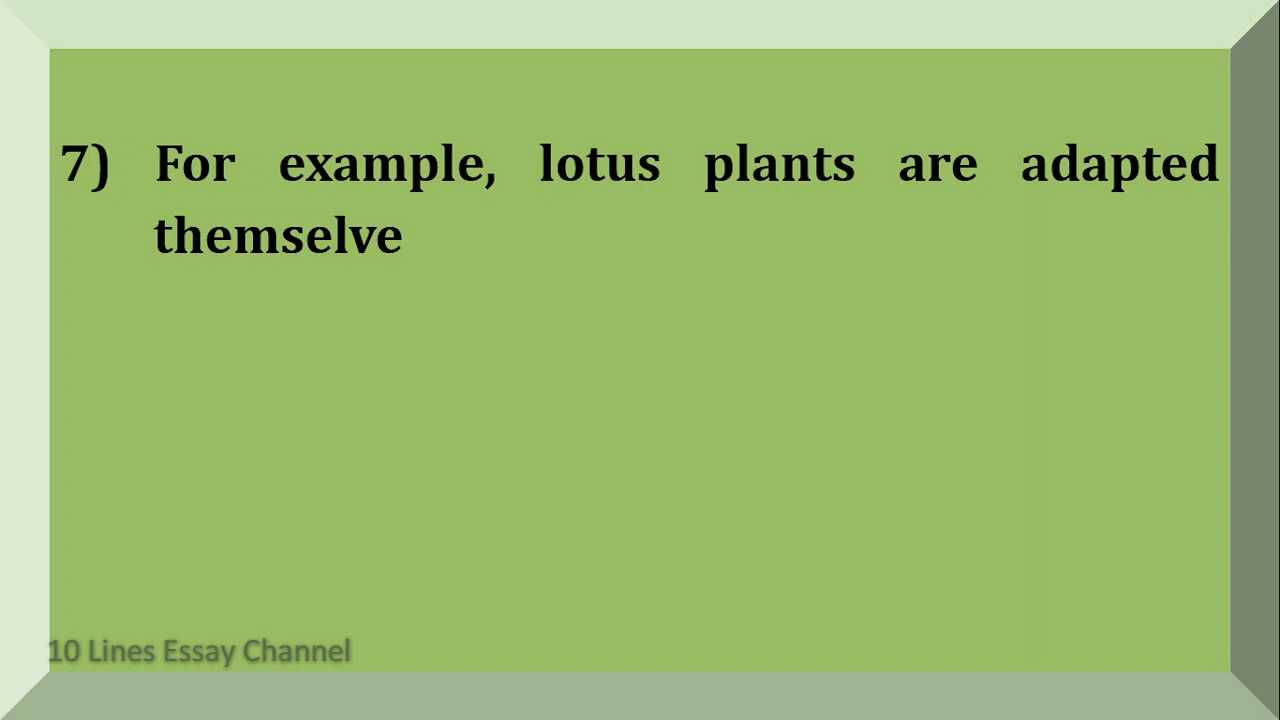 7) For example, lotus plants are adapted
themselve
10 Lines Essay Channel